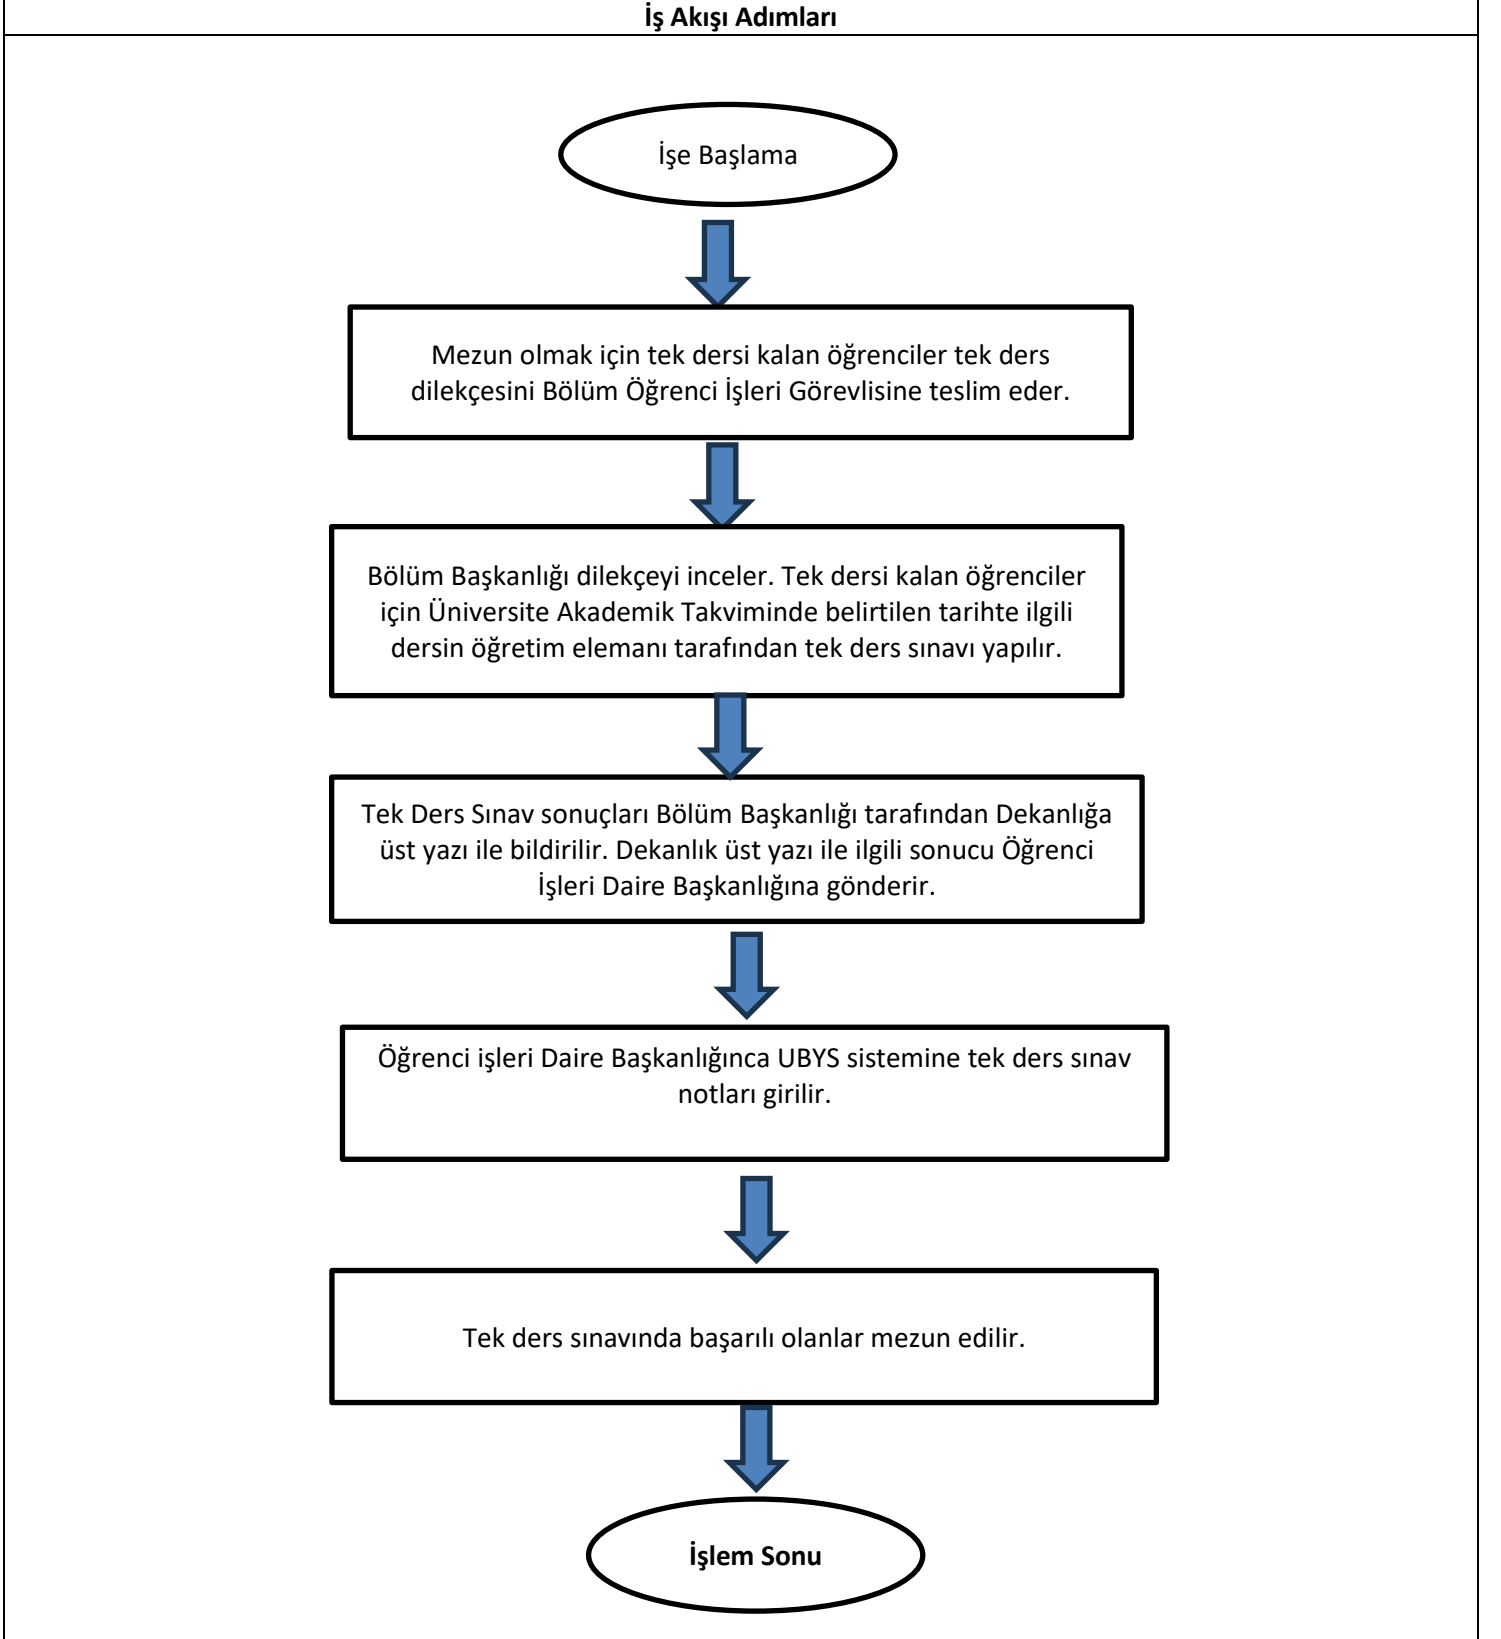 İş Akışı Adımları
İşe Başlama
Mezun olmak için tek dersi kalan öğrenciler tek ders
dilekçesini Bölüm Öğrenci İşleri Görevlisine teslim eder.
Bölüm Başkanlığı dilekçeyi inceler. Tek dersi kalan öğrenciler
için Üniversite Akademik Takviminde belirtilen tarihte ilgili
dersin öğretim elemanı tarafından tek ders sınavı yapılır.
Tek Ders Sınav sonuçları Bölüm Başkanlığı tarafından Dekanlığa
üst yazı ile bildirilir. Dekanlık üst yazı ile ilgili sonucu Öğrenci
İşleri Daire Başkanlığına gönderir.
Öğrenci işleri Daire Başkanlığınca UBYS sistemine tek ders sınav
notları girilir.
Tek ders sınavında başarılı olanlar mezun edilir.
İşlem Sonu